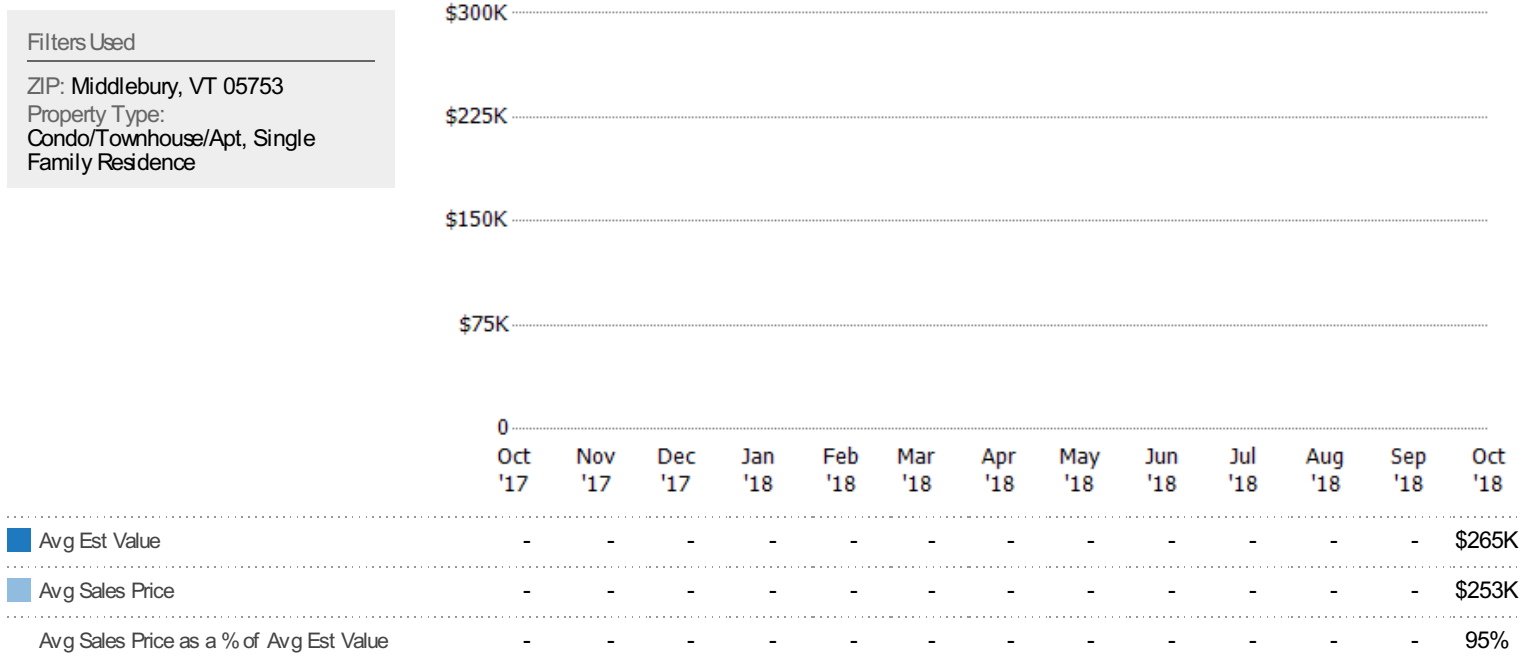 Filters Used
ZIP: Middlebury, VT 05753
Property Type:
Condo/Townhouse/Apt, Single
Family Residence
$300K
$225K
$150K
$75K
0
Oct Nov Dec Jan Feb Mar Apr May Jun Jul Aug Sep Oct
'17 '17 '17 '18 '18 '18 '18 '18 '18 '18 '18 '18 '18
Avg Est Value - - - - - - - - - - - - $265K
Avg Sales Price - - - - - - - - - - - - $253K
Avg Sales Price as a % of Avg Est Value - - - - - - - - - - - - 95%